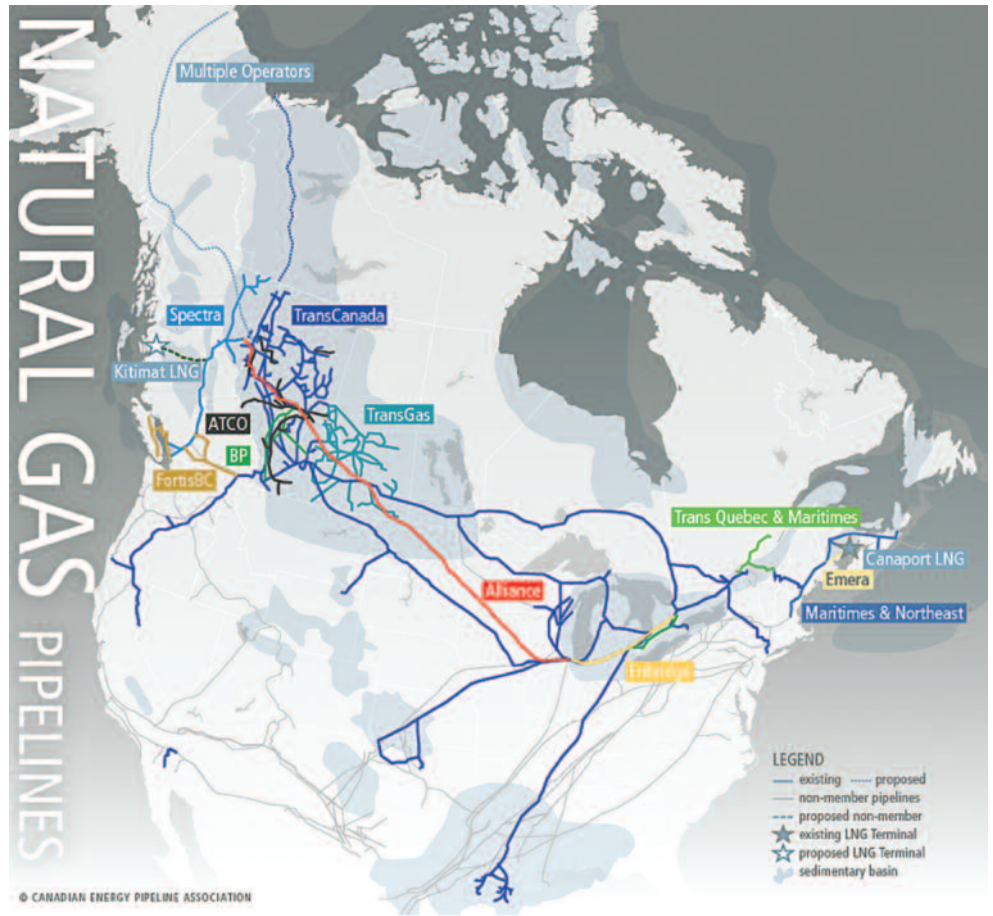 NATURAL GAS PIPELINES
Multiple Operators
Spectra
TransCanada
Kitimat LNG
ATCO
TransGas
BP
FortisBC
Trans Quebec & Maritimes
Canaport LNG
Emera
Alliance
Maritimes & Northeast
Enbridge
LEGEND
existing proposed
non-member pipelines
proposed non-member
existing LNG Terminal
proposed LNG Terminal
sedimentary basin
© CANADIAN ENERGY PIPELINE ASSOCIATION